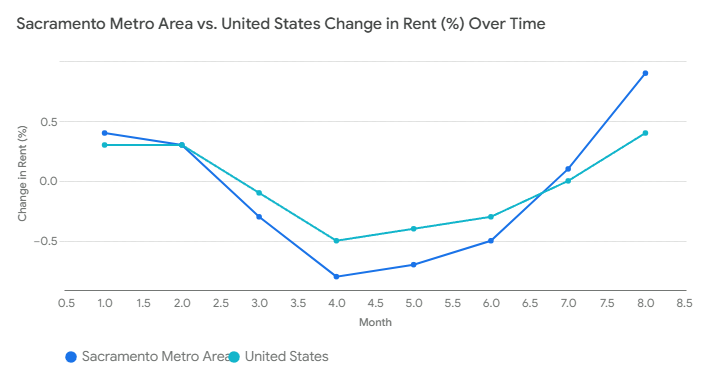 Sacramento Metro Area vs. United States Change in Rent (%) Over Time
Change in Rent (%)
0.5
0.0
−0.5
0.5 1.0 1.5 2.0 2.5 3.0 3.5 4.0 4.5 5.0 5.5 6.0 6.5 7.0 7.5 8.0 8.5
Month
Sacramento Metro Area United States